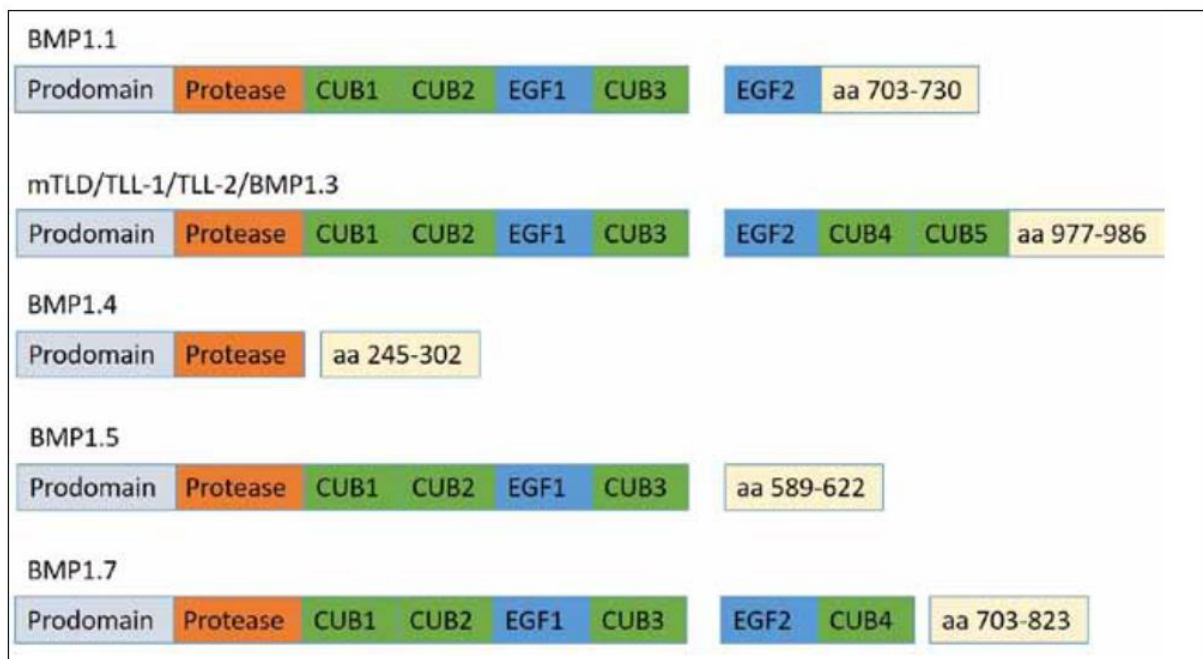 BMP1.1
Prodomain Protease CUB1 CUB2 EGF1 CUB3 EGF2 aa 703-730
mTLD/TLL-1/TLL-2/BMP1.3
Prodomain Protease CUB1 CUB2 EGF1 CUB3 EGF2 CUB4 CUB5 aa 977-986
BMP1.4
Prodomain Protease aa 245-302
BMP1.5
Prodomain Protease CUB1 CUB2 EGF1 CUB3 aa 589-622
BMP1.7
Prodomain Protease CUB1 CUB2 EGF1 CUB3 EGF2 CUB4 aa 703-823